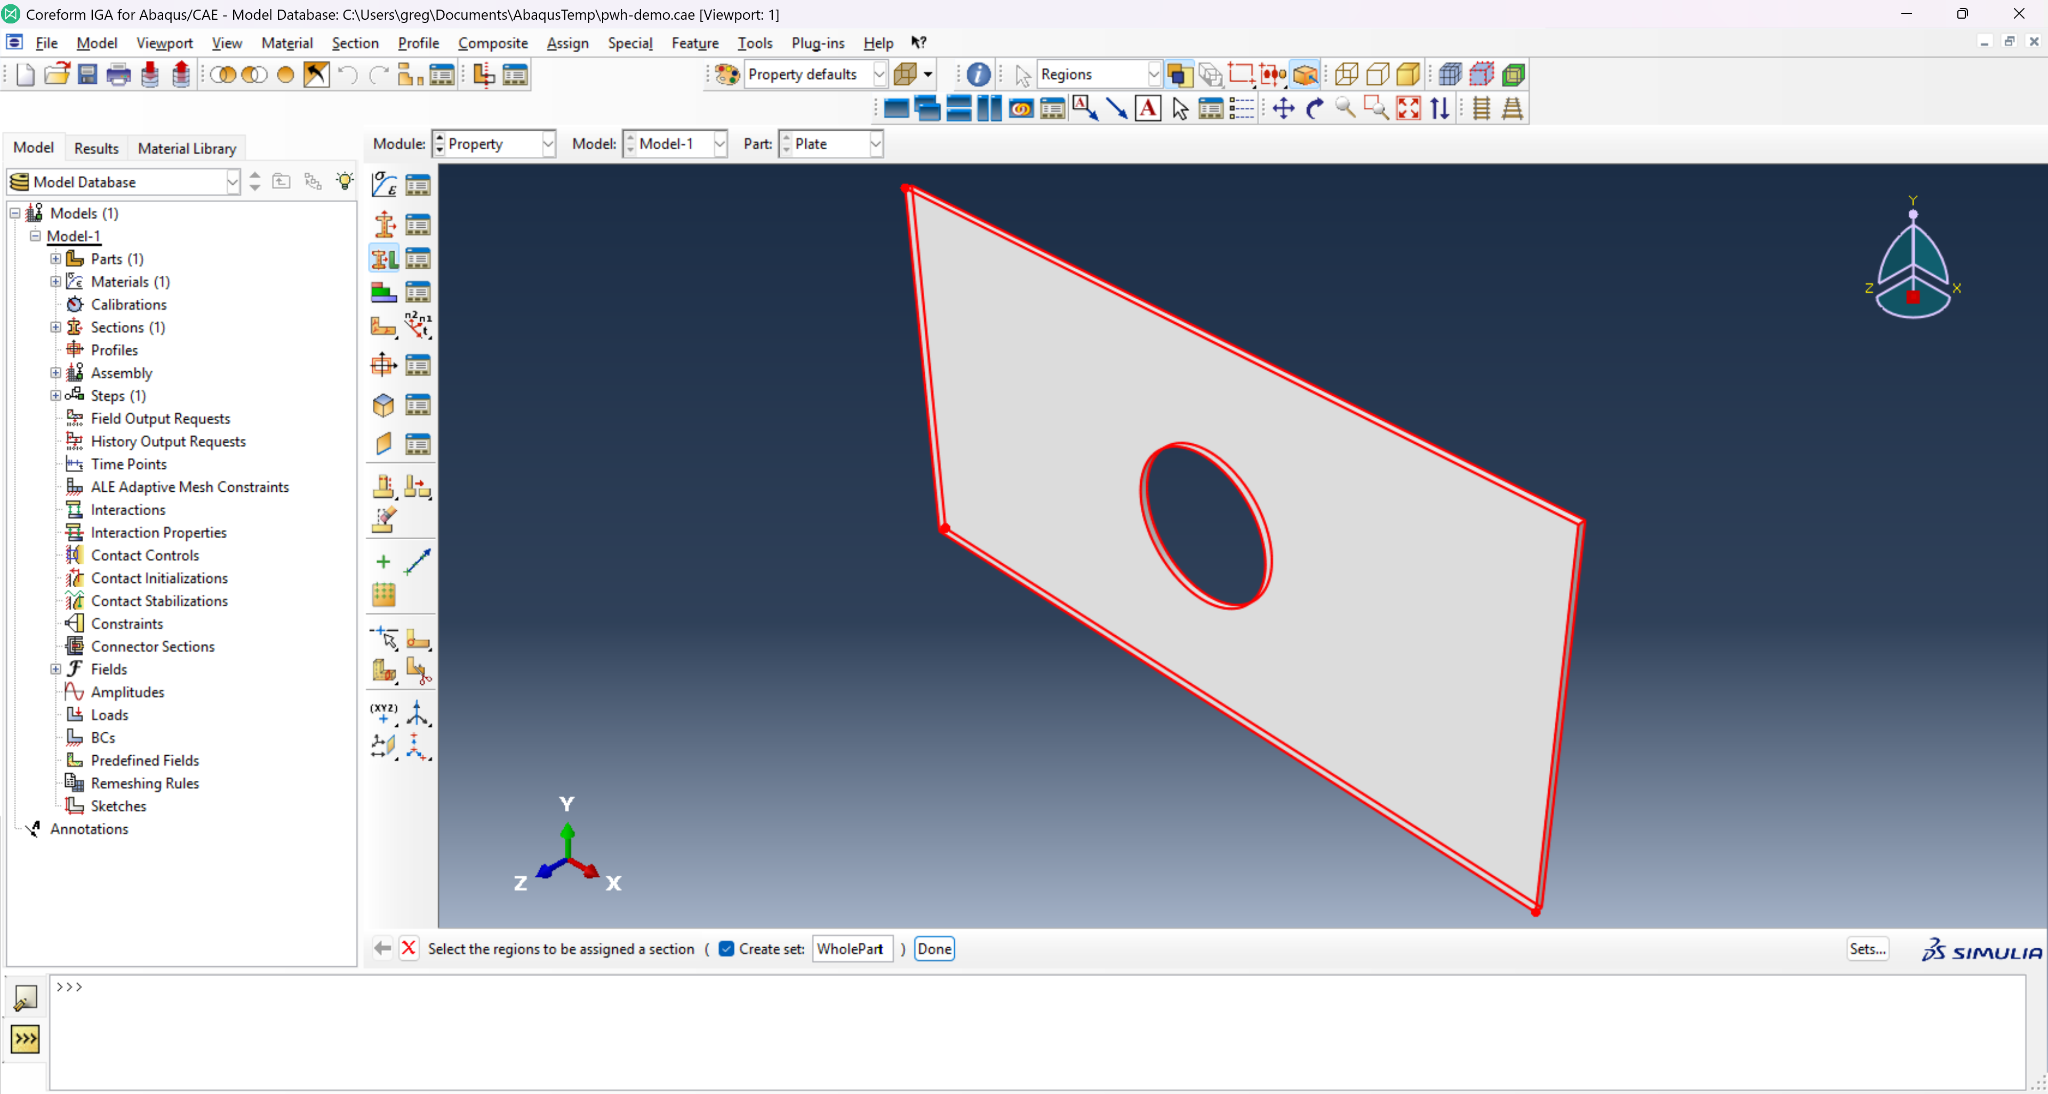 Coreform IGA for Abaqus/CAE - Model Database: C:\Users\greg\Documents\AbaqusTemp\pwh-demo.cae [Viewport: 1]
File Model Viewport View Material Section Profile Composite Assign Special Feature Tools Plug-ins Help
Property defaults Regions
Model Results Material Library
Module: Property Model: Model-1 Part: Plate
Model Database
Models (1)
Model-1
Parts (1)
Materials (1)
Calibrations
Sections (1)
Profiles
Assembly
Steps (1)
Field Output Requests
History Output Requests
Time Points
ALE Adaptive Mesh Constraints
Interactions
Interaction Properties
Contact Controls
Contact Initializations
Contact Stabilizations
Constraints
Connector Sections
Fields
Amplitudes
Loads
BCs
Predefined Fields
Remeshing Rules
Sketches
Annotations
n2 n1
t
(XYZ)
Y
Z X
Y
Z X
Select the regions to be assigned a section ( Create set: WholePart ) Done
Sets...
SIMULIA
>>>
>>>